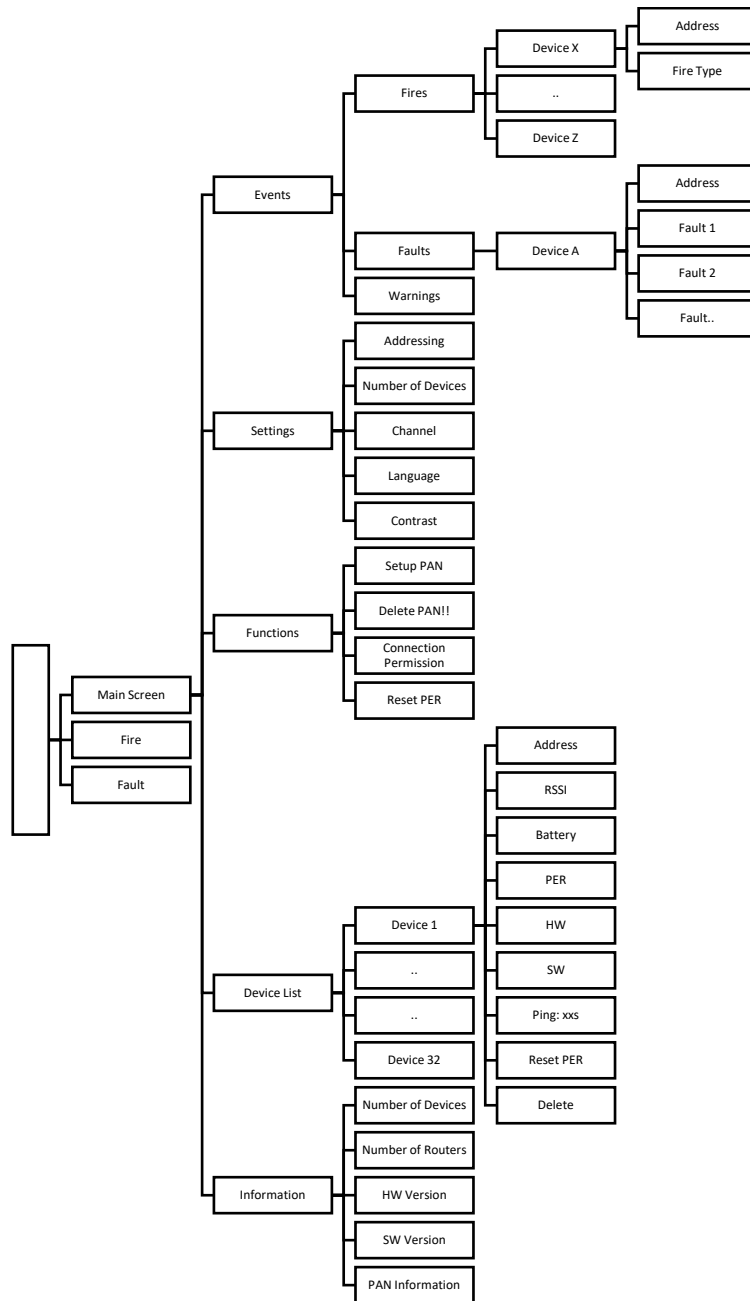 Address
Device X
Fire Type
Fires
..
Device Z
Address
Events
Fault 1
Faults
Device A
Fault 2
Warnings
Fault..
Addressing
Number of Devices
Settings
Channel
Language
Contrast
Setup PAN
Delete PAN!!
Functions
Connection
Permission
Main Screen
Reset PER
Fire
Address
Fault
RSSI
Battery
PER
Device 1
HW
..
SW
Device List
..
Ping: xxs
Device 32
Reset PER
Number of Devices
Delete
Number of Routers
Information
HW Version
SW Version
PAN Information